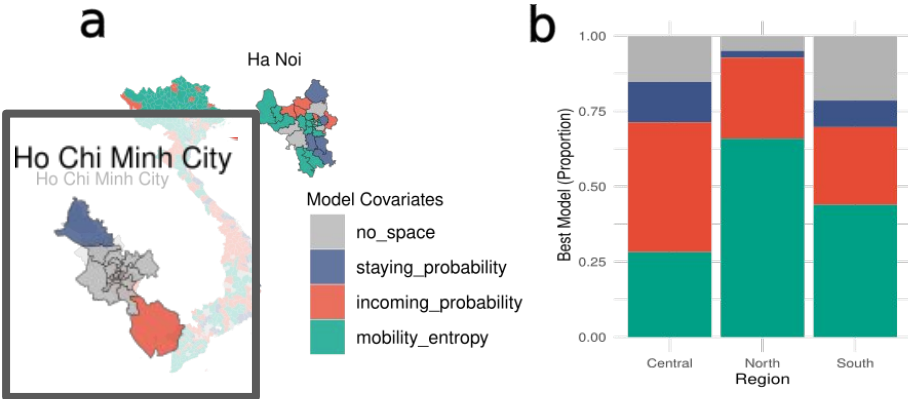 a
Ha Noi
Ho Chi Minh City
Ho Chi Minh City
Model Covariates
no_space
staying_probability
incoming_probability
mobility_entropy
b
Best Model (Proportion)
1.00
0.75
0.50
0.25
0.00
Central
North
South
Region